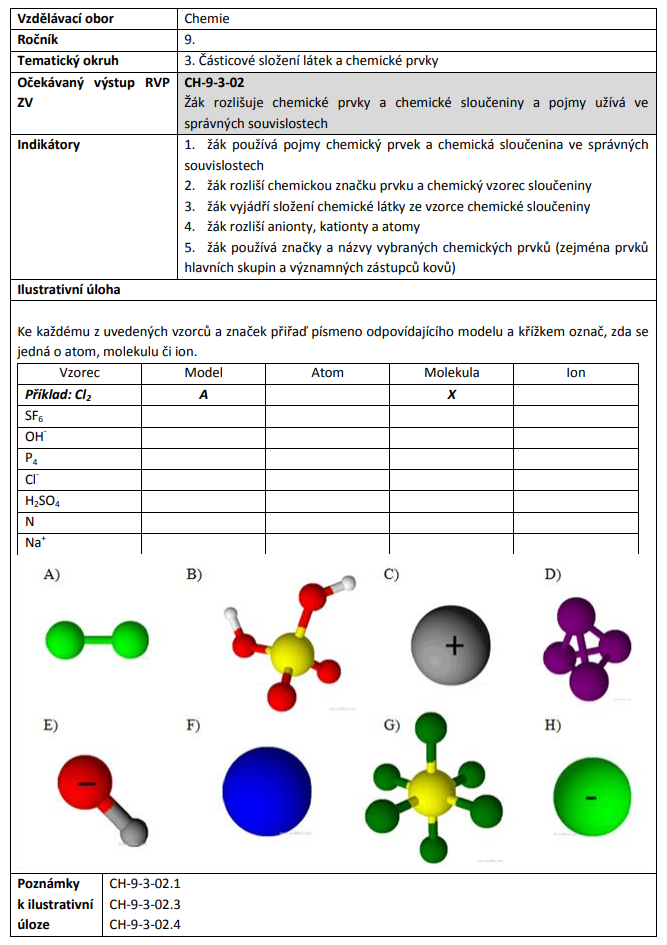 Vzdělávací obor Chemie
Ročník 9.
Tematický okruh 3. Částicové složení látek a chemické prvky
Očekávaný výstup RVP CH-9-3-02
ZV Žák rozlišuje chemické prvky a chemické sloučeniny a pojmy užívá ve
správných souvislostech
Indikátory 1. žák používá pojmy chemický prvek a chemická sloučenina ve správných
souvislostech
2. žák rozliší chemickou značku prvku a chemický vzorec sloučeniny
3. žák vyjádří složení chemické látky ze vzorce chemické sloučeniny
4. žák rozliší anionty, kationty a atomy
5. žák používá značky a názvy vybraných chemických prvků (zejména prvků
hlavních skupin a významných zástupců kovů)
Ilustrativní úloha
Ke každému z uvedených vzorců a značek přiřaď písmeno odpovídajícího modelu a křížkem označ, zda se
jedná o atom, molekulu či ion.
Vzorec Model Atom Molekula Ion
Příklad: Cl₂ A X
SF₆
OH⁻
P₄
Cl⁻
H₂SO₄
N
Na⁺
A) B) C) D)
+
E) F) G) H)
- -
Poznámky CH-9-3-02.1
k ilustrativní CH-9-3-02.3
úloze CH-9-3-02.4